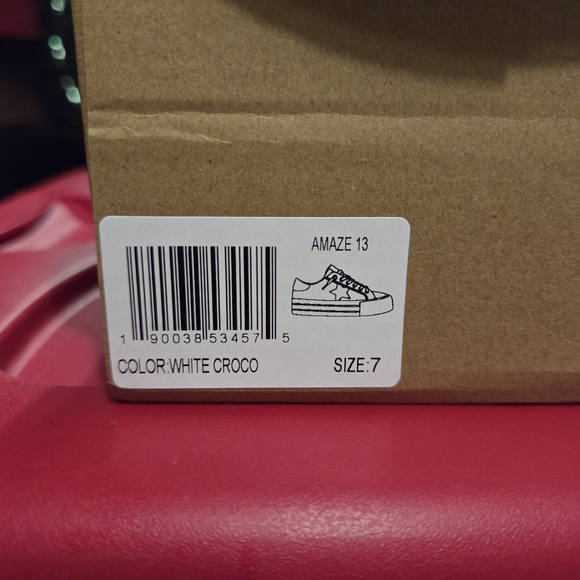 AMAZE 13
1 90038 53457 5
COLOR:WHITE CROCO
SIZE:7